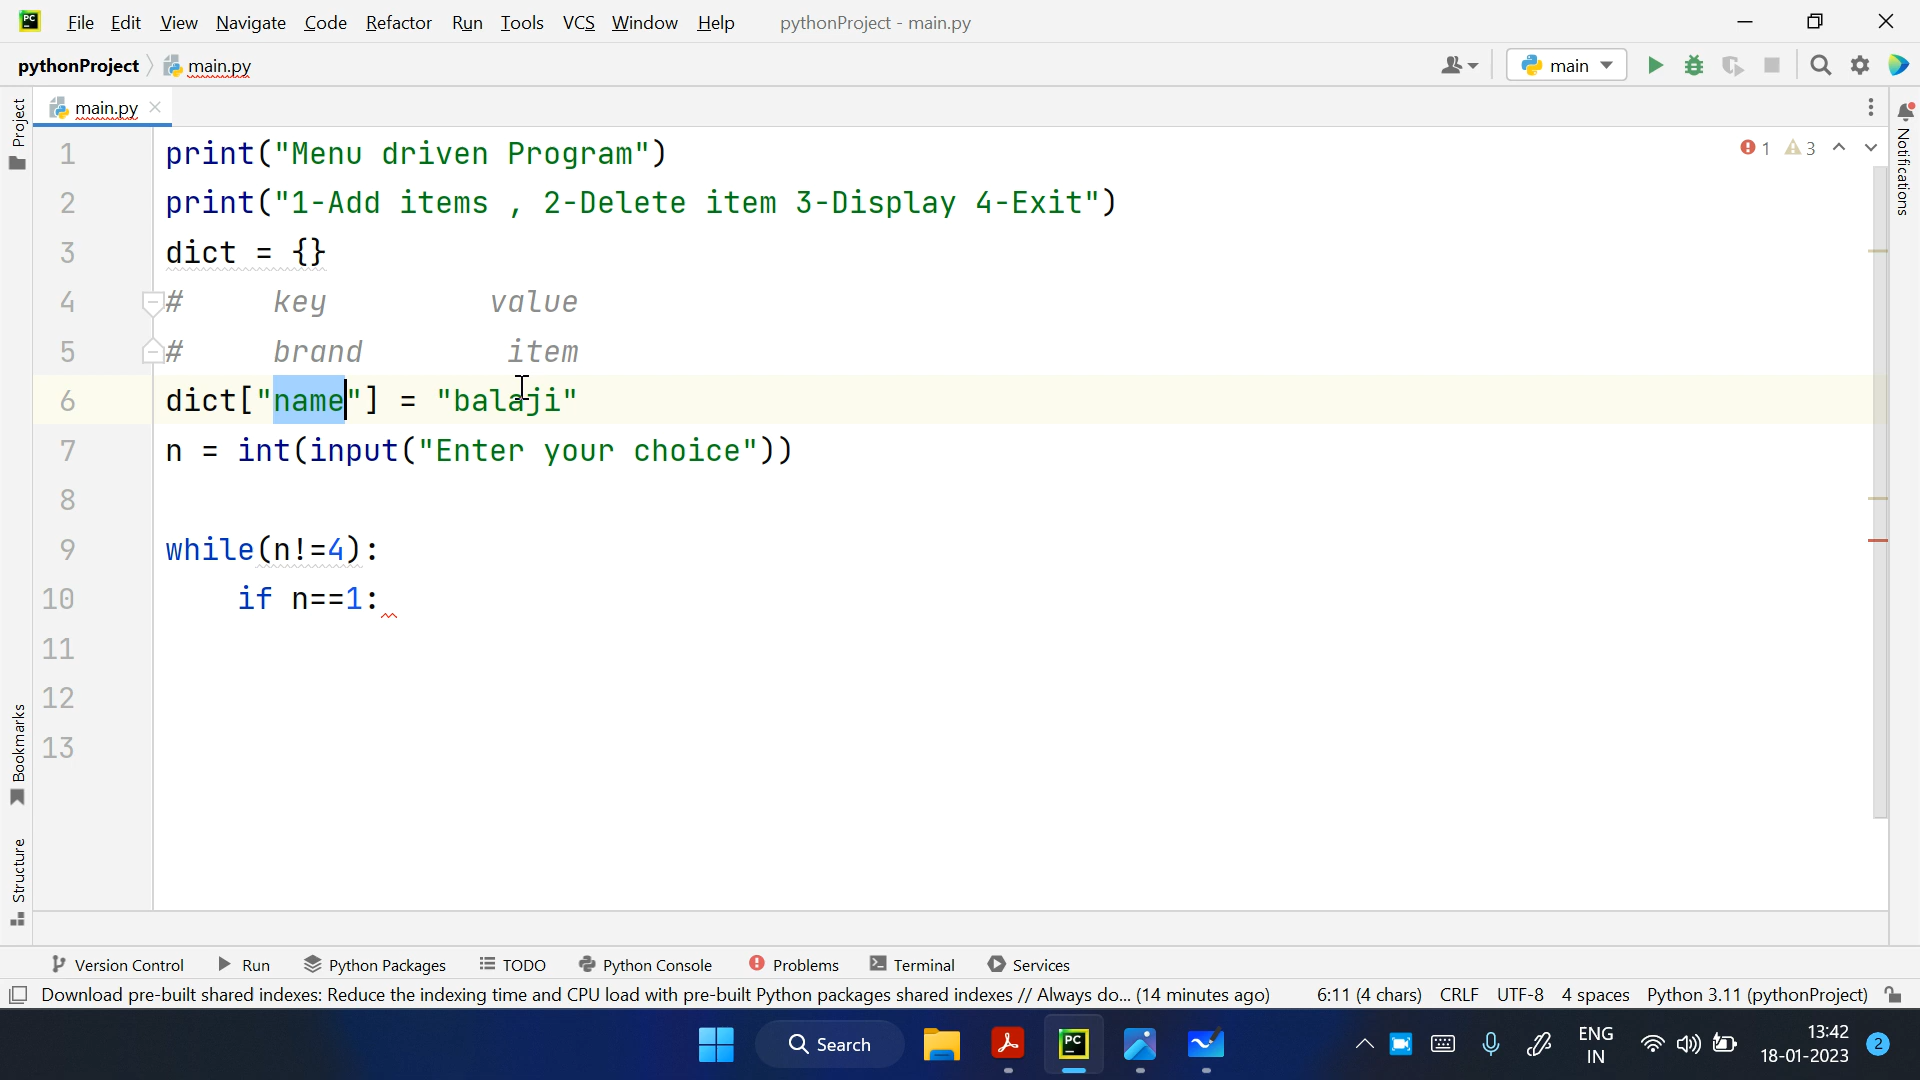 PC File Edit View Navigate Code Refactor Run Tools VCS Window Help pythonProject - main.py
pythonProject main.py main
Project main.py Notifications
1 print("Menu driven Program") 1 3
2 print("1-Add items , 2-Delete item 3-Display 4-Exit")
3 dict = {}
4 # key value
5 # brand item
6 dict["name"] = "balaji"
7 n = int(input("Enter your choice"))
8
9 while(n!=4):
10 if n==1:
11
12
13
Bookmarks
Structure
Version Control Run Python Packages TODO Python Console Problems Terminal Services
Download pre-built shared indexes: Reduce the indexing time and CPU load with pre-built Python packages shared indexes // Always do... (14 minutes ago) 6:11 (4 chars) CRLF UTF-8 4 spaces Python 3.11 (pythonProject)
Search PC ENG IN 13:42 2
18-01-2023